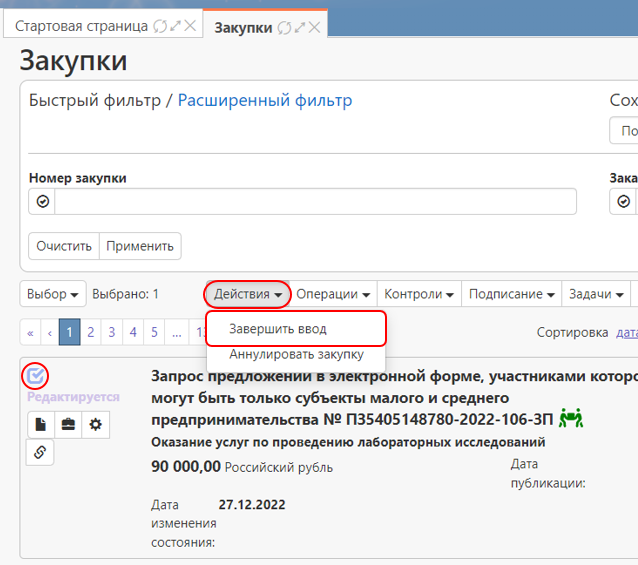 Стартовая страница
Закупки
Закупки
Быстрый фильтр / Расширенный фильтр
Сох
По
Номер закупки
Зака
Очистить Применить
Выбор Выбрано: 1 Действия Операции Контроли Подписание Задачи
« ‹ 1 2 3 4 5 ... 13
Завершить ввод
Сортировка дата
Аннулировать закупку
Редактируется
Запрос предложений в электронной форме, участниками которо
могут быть только субъекты малого и среднего
предпринимательства № П35405148780-2022-106-ЗП
Оказание услуг по проведению лабораторных исследований
90 000,00 Российский рубль
Дата
публикации:
Дата
изменения
состояния:
27.12.2022